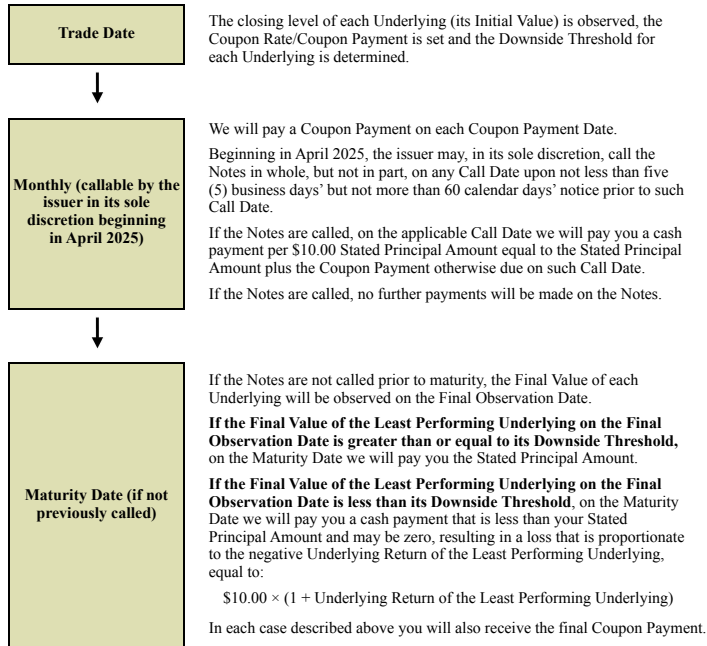 Trade Date
The closing level of each Underlying (its Initial Value) is observed, the
Coupon Rate/Coupon Payment is set and the Downside Threshold for
each Underlying is determined.
Monthly (callable by the
issuer in its sole
discretion beginning
in April 2025)
We will pay a Coupon Payment on each Coupon Payment Date.
Beginning in April 2025, the issuer may, in its sole discretion, call the
Notes in whole, but not in part, on any Call Date upon not less than five
(5) business days’ but not more than 60 calendar days’ notice prior to such
Call Date.
If the Notes are called, on the applicable Call Date we will pay you a cash
payment per $10.00 Stated Principal Amount equal to the Stated Principal
Amount plus the Coupon Payment otherwise due on such Call Date.
If the Notes are called, no further payments will be made on the Notes.
Maturity Date (if not
previously called)
If the Notes are not called prior to maturity, the Final Value of each
Underlying will be observed on the Final Observation Date.
If the Final Value of the Least Performing Underlying on the Final
Observation Date is greater than or equal to its Downside Threshold,
on the Maturity Date we will pay you the Stated Principal Amount.
If the Final Value of the Least Performing Underlying on the Final
Observation Date is less than its Downside Threshold, on the Maturity
Date we will pay you a cash payment that is less than your Stated
Principal Amount and may be zero, resulting in a loss that is proportionate
to the negative Underlying Return of the Least Performing Underlying,
equal to:
$10.00 × (1 + Underlying Return of the Least Performing Underlying)
In each case described above you will also receive the final Coupon Payment.